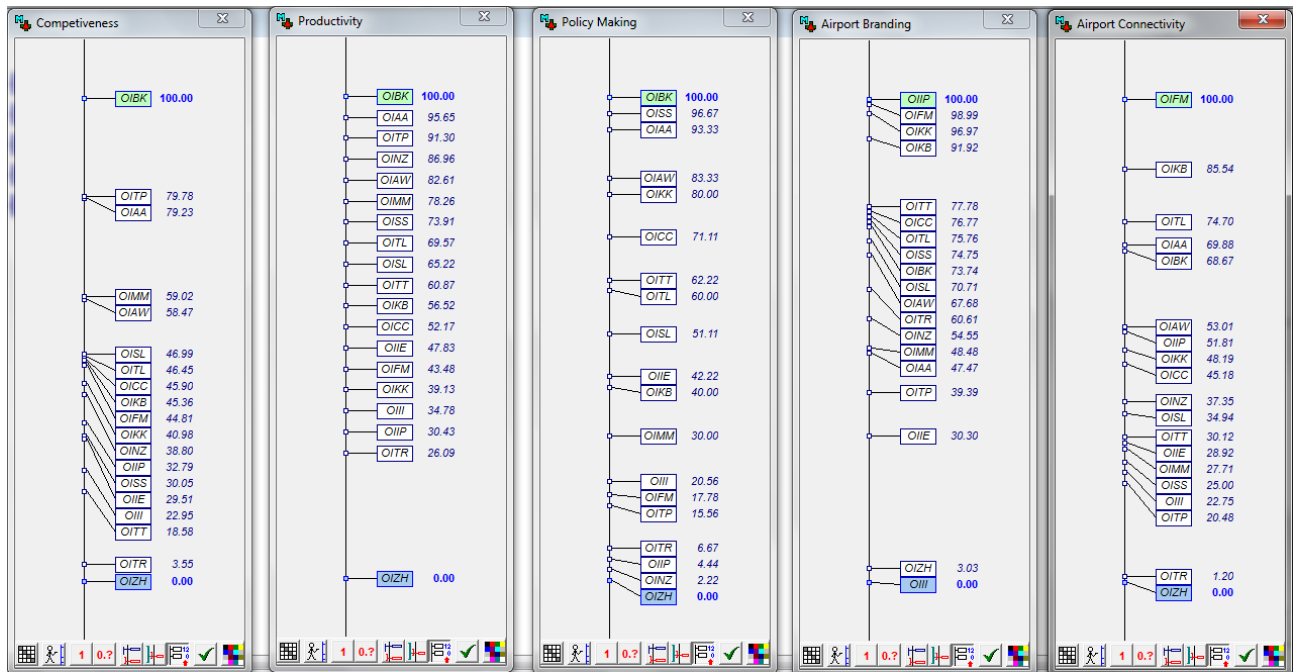 Competiveness
OIBK 100.00
OITP 79.78
OIAA 79.23
OIMM 59.02
OIAW 58.47
OISL 46.99
OITL 46.45
OICC 45.90
OIKB 45.36
OIFM 44.81
OIKK 40.98
OINZ 38.80
OIIP 32.79
OISS 30.05
OIIE 29.51
OIII 22.95
OITT 18.58
OITR 3.55
OIZH 0.00
1 0.?
Productivity
OIBK 100.00
OIAA 95.65
OITP 91.30
OINZ 86.96
OIAW 82.61
OIMM 78.26
OISS 73.91
OITL 69.57
OISL 65.22
OITT 60.87
OIKB 56.52
OICC 52.17
OIIE 47.83
OIFM 43.48
OIKK 39.13
OIII 34.78
OIIP 30.43
OITR 26.09
OIZH 0.00
1 0.?
Policy Making
OIBK 100.00
OISS 96.67
OIAA 93.33
OIAW 83.33
OIKK 80.00
OICC 71.11
OITT 62.22
OITL 60.00
OISL 51.11
OIIE 42.22
OIKB 40.00
OIMM 30.00
OIII 20.56
OIFM 17.78
OITP 15.56
OITR 6.67
OIIP 4.44
OINZ 2.22
OIZH 0.00
1 0.?
Airport Branding
OIIP 100.00
OIFM 98.99
OIKK 96.97
OIKB 91.92
OITT 77.78
OICC 76.77
OITL 75.76
OISS 74.75
OIBK 73.74
OISL 70.71
OIAW 67.68
OITR 60.61
OINZ 54.55
OIMM 48.48
OIAA 47.47
OITP 39.39
OIIE 30.30
OIZH 3.03
OIII 0.00
1 0.?
Airport Connectivity
OIFM 100.00
OIKB 85.54
OITL 74.70
OIAA 69.88
OIBK 68.67
OIAW 53.01
OIIP 51.81
OIKK 48.19
OICC 45.18
OINZ 37.35
OISL 34.94
OITT 30.12
OIIE 28.92
OIMM 27.71
OISS 25.00
OIII 22.75
OITP 20.48
OITR 1.20
OIZH 0.00
1 0.?